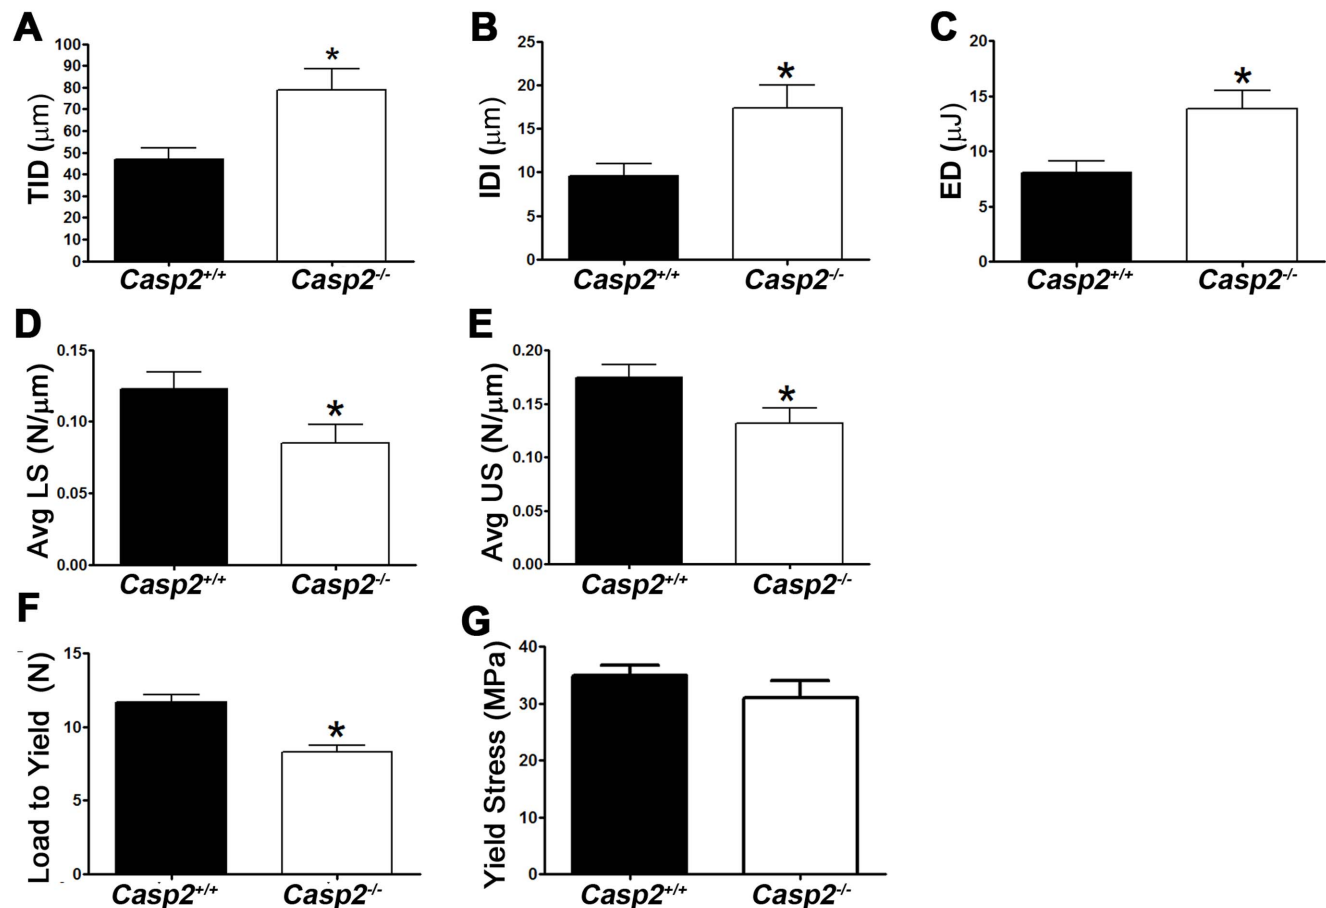 A
TID (μm)
100
90
80
70
60
50
40
30
20
10
0
*
Casp2+/+ Casp2-/-
B
IDI (μm)
25
20
15
10
5
0
*
Casp2+/+ Casp2-/-
C
ED (μJ)
20
15
10
5
0
*
Casp2+/+ Casp2-/-
D
Avg LS (N/μm)
0.15
0.10
0.05
0.00
*
Casp2+/+ Casp2-/-
E
Avg US (N/μm)
0.20
0.15
0.10
0.05
0.00
*
Casp2+/+ Casp2-/-
F
Load to Yield (N)
15
10
5
0
*
Casp2+/+ Casp2-/-
G
Yield Stress (MPa)
40
30
20
10
0
Casp2+/+ Casp2-/-